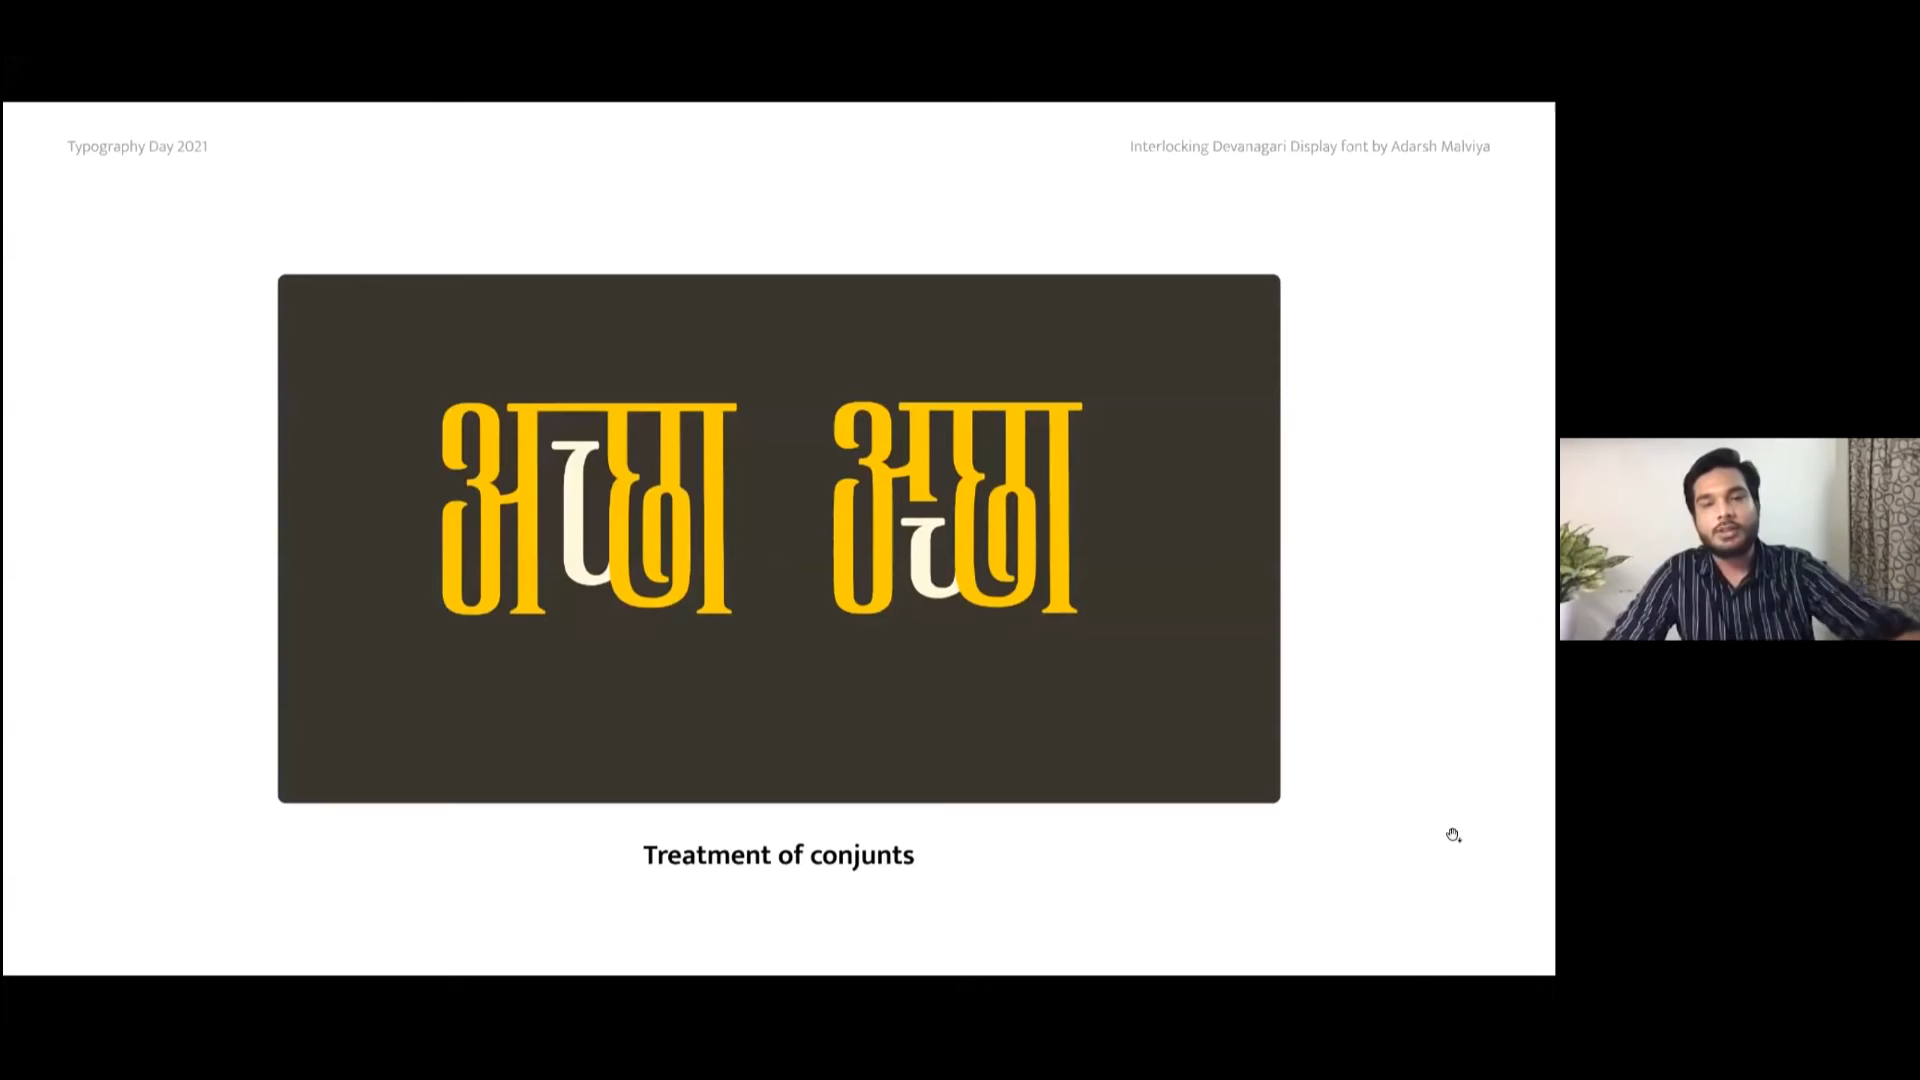 Typography Day 2021
Interlocking Devanagari Display font by Adarsh Malviya
अच्छा अच्छा
Treatment of conjunts